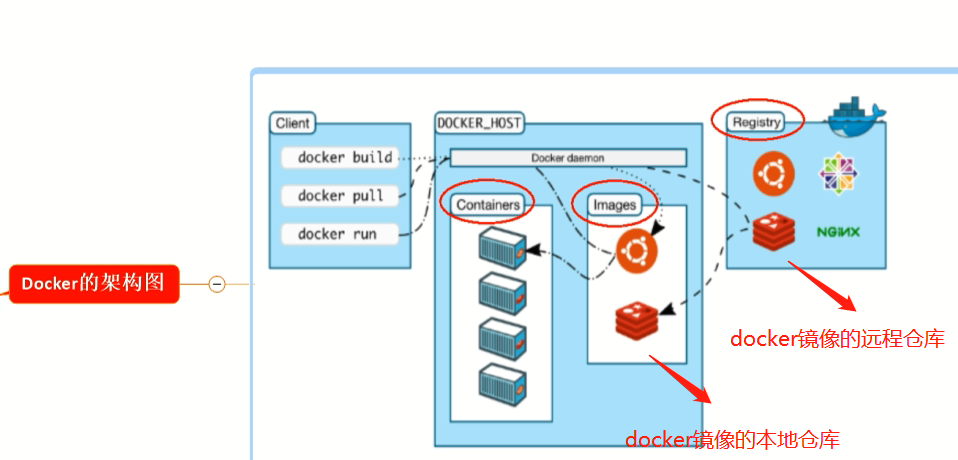 Docker的架构图
Client
docker build
docker pull
docker run
DOCKER_HOST
Docker daemon
Containers
Images
Registry
NGINX
docker镜像的远程仓库
docker镜像的本地仓库